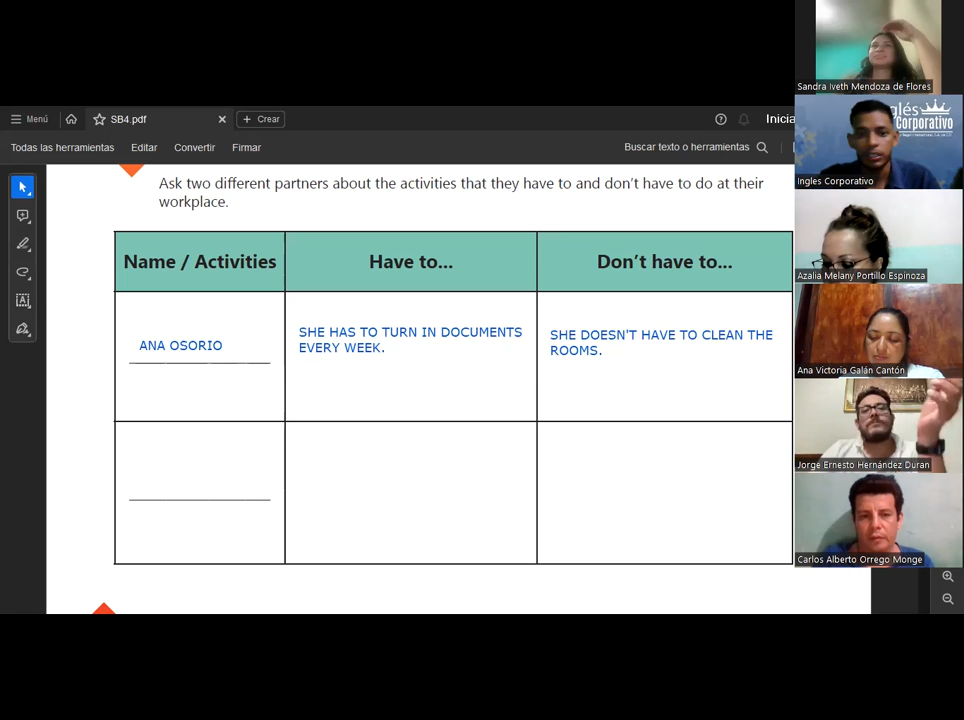 Sandra Iveth Mendoza de Flores
Menú
SB4.pdf
Crear
Inicia
Todas las herramientas
Editar
Convertir
Firmar
Buscar texto o herramientas
Corporativo
Ingles Corporativo
Ask two different partners about the activities that they have to and don't have to do at their
workplace.
Name / Activities
Have to...
Don't have to...
ANA OSORIO
SHE HAS TO TURN IN DOCUMENTS
EVERY WEEK.
SHE DOESN'T HAVE TO CLEAN THE
ROOMS.
Azalia Melany Portillo Espinoza
Ana Victoria Galán Cantón
Jorge Ernesto Hernández Duran
Carlos Alberto Orrego Monge